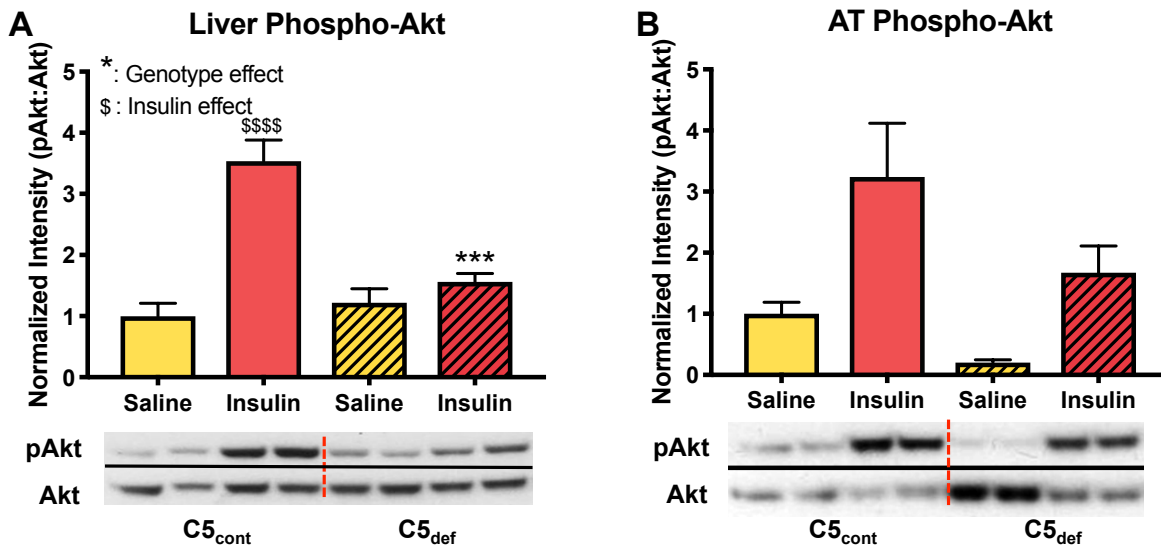 A
Liver Phospho-Akt
Normalized Intensity (pAkt:Akt)
*: Genotype effect
$ : Insulin effect
5
4
3
2
1
0
$$$$
***
Saline Insulin Saline Insulin
pAkt
Akt
C5cont C5def
B
AT Phospho-Akt
Normalized Intensity (pAkt:Akt)
5
4
3
2
1
0
Saline Insulin Saline Insulin
pAkt
Akt
C5cont C5def